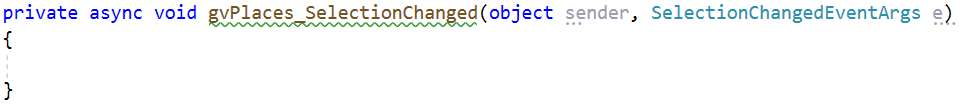 private async void gvPlaces_SelectionChanged(object sender, SelectionChangedEventArgs e)
{
}